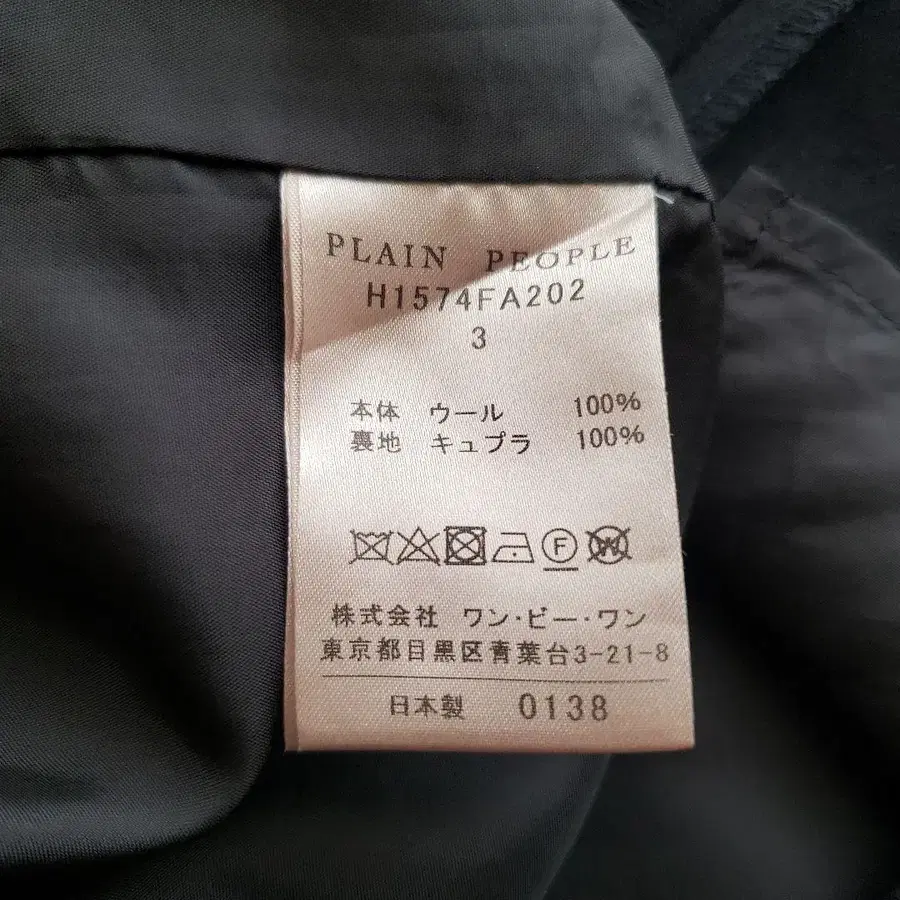 PLAIN PEOPLE
H1574FA202
3
本体 ウール 100%
裏地 キュプラ 100%
F W
株式会社 ワン・ビー・ワン
東京都目黒区青葉台3-21-8
日本製 0138